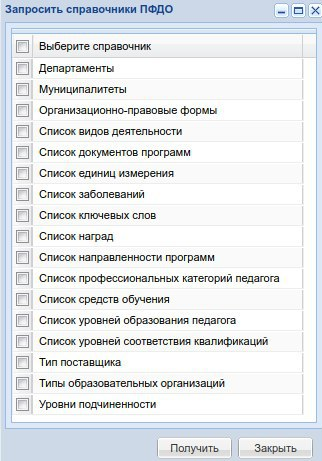 Запросить справочники ПФДО
Выберите справочник
Департаменты
Муниципалитеты
Организационно-правовые формы
Список видов деятельности
Список документов программ
Список единиц измерения
Список заболеваний
Список ключевых слов
Список наград
Список направленности программ
Список профессиональных категорий педагога
Список средств обучения
Список уровней образования педагога
Список уровней соответствия квалификаций
Тип поставщика
Типы образовательных организаций
Уровни подчиненности
Получить
Закрыть